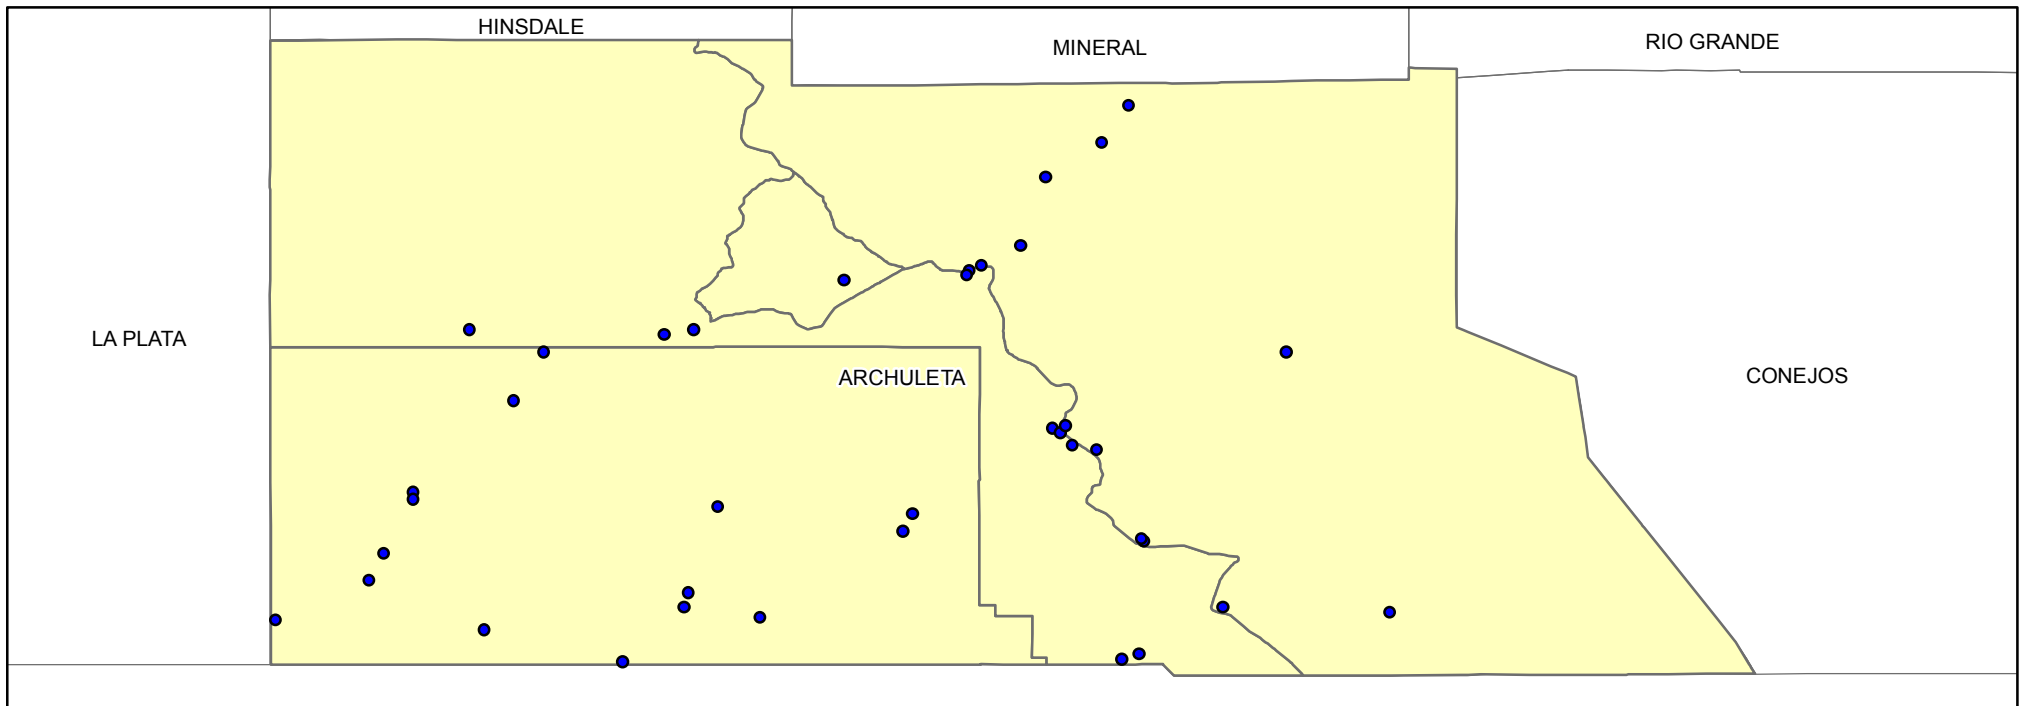 HINSDALE
MINERAL
RIO GRANDE
LA PLATA
ARCHULETA
CONEJOS